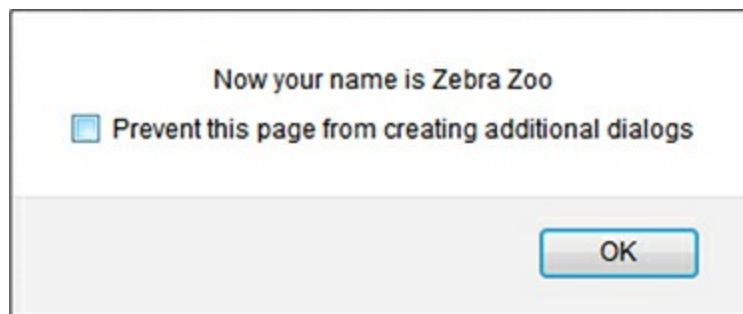 Now your name is Zebra Zoo
Prevent this page from creating additional dialogs
OK